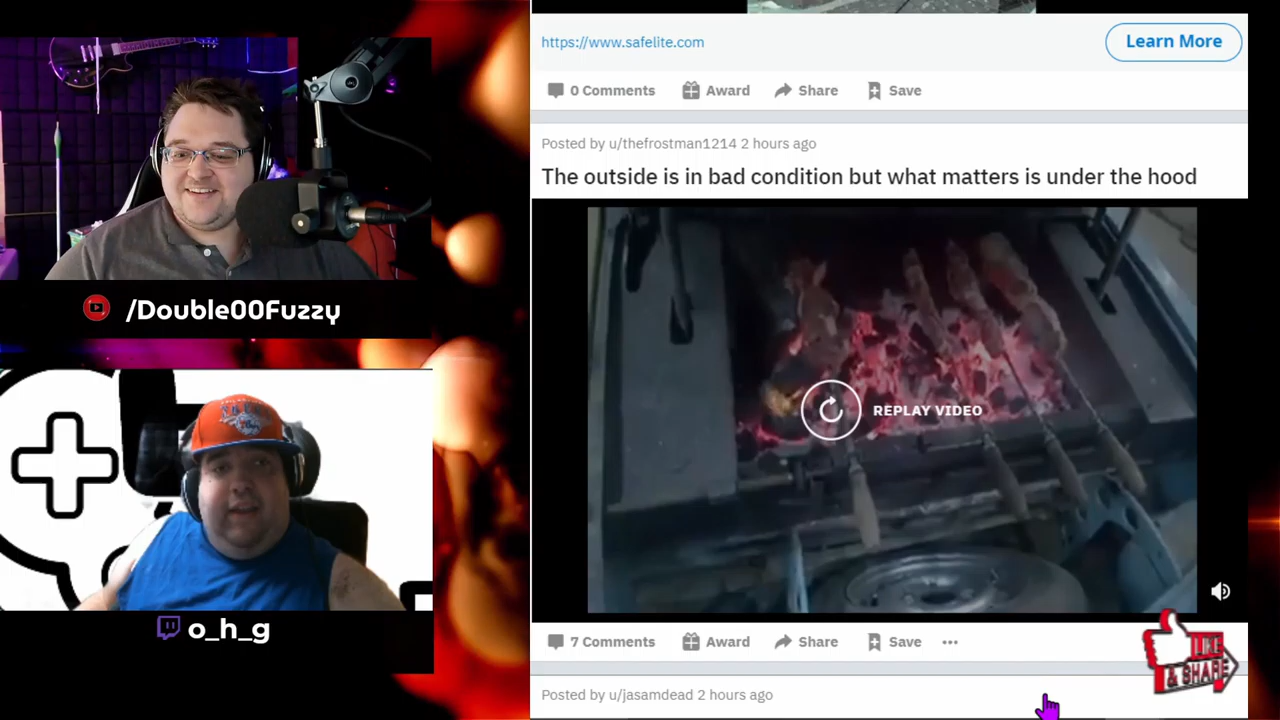 https://www.safelite.com
Learn More
0 Comments Award Share Save
Posted by u/thefrostman1214 2 hours ago
The outside is in bad condition but what matters is under the hood
REPLAY VIDEO
/Double00Fuzzy
o_h_g
7 Comments Award Share Save ...
LIKE
& SHARE
Posted by u/jasamdead 2 hours ago